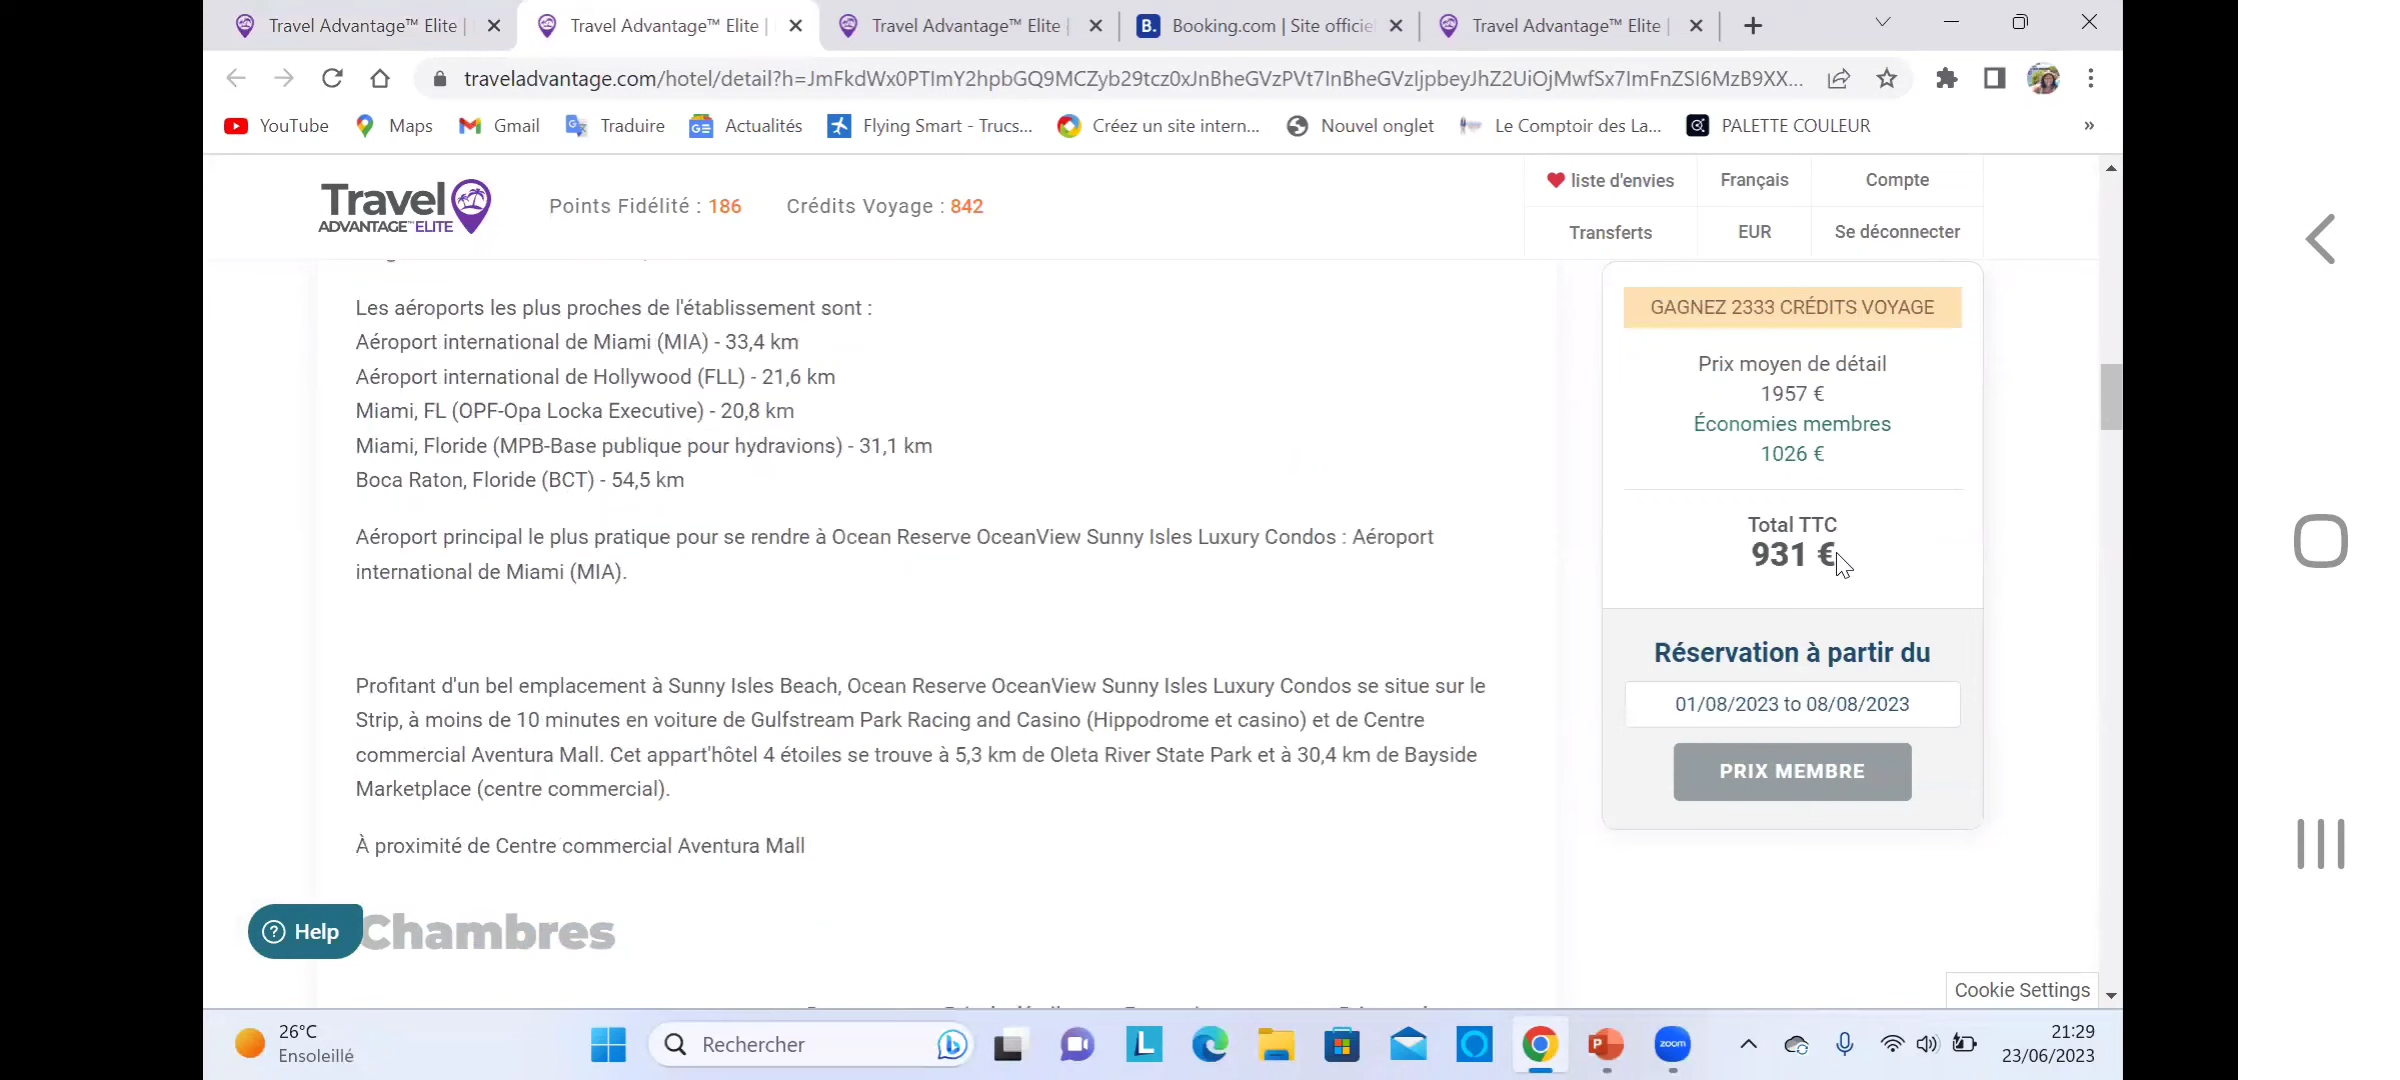 Travel Advantage™ Elite |
Travel Advantage™ Elite |
Travel Advantage™ Elite |
B.
Booking.com | Site officie
Travel Advantage™ Elite |
traveladvantage.com/hotel/detail?h=JmFkdWx0PTImY2hpbGQ9MCZyb29tcz0xJnBheGVzPVt7InBheGVzIjpbeyJhZ2UiOjMwfSx7ImFnZSI6MzB9XX...
YouTube
Maps
Gmail
Traduire
Actualités
Flying Smart - Trucs...
Créez un site intern...
Nouvel onglet
Le Comptoir des La...
PALETTE COULEUR
»
Travel
ADVANTAGE™ ELITE
Points Fidélité : 186
Crédits Voyage : 842
liste d'envies
Français
Compte
Transferts
EUR
Se déconnecter
Les aéroports les plus proches de l'établissement sont :
Aéroport international de Miami (MIA) - 33,4 km
Aéroport international de Hollywood (FLL) - 21,6 km
Miami, FL (OPF-Opa Locka Executive) - 20,8 km
Miami, Floride (MPB-Base publique pour hydravions) - 31,1 km
Boca Raton, Floride (BCT) - 54,5 km
Aéroport principal le plus pratique pour se rendre à Ocean Reserve OceanView Sunny Isles Luxury Condos : Aéroport
international de Miami (MIA).
Profitant d'un bel emplacement à Sunny Isles Beach, Ocean Reserve OceanView Sunny Isles Luxury Condos se situe sur le
Strip, à moins de 10 minutes en voiture de Gulfstream Park Racing and Casino (Hippodrome et casino) et de Centre
commercial Aventura Mall. Cet appart'hôtel 4 étoiles se trouve à 5,3 km de Oleta River State Park et à 30,4 km de Bayside
Marketplace (centre commercial).
À proximité de Centre commercial Aventura Mall
Chambres
GAGNEZ 2333 CRÉDITS VOYAGE
Prix moyen de détail
1957 €
Économies membres
1026 €
Total TTC
931 €
Réservation à partir du
01/08/2023 to 08/08/2023
PRIX MEMBRE
? Help
Cookie Settings
26°C
Ensoleillé
Rechercher
L
P
zoom
21:29
23/06/2023